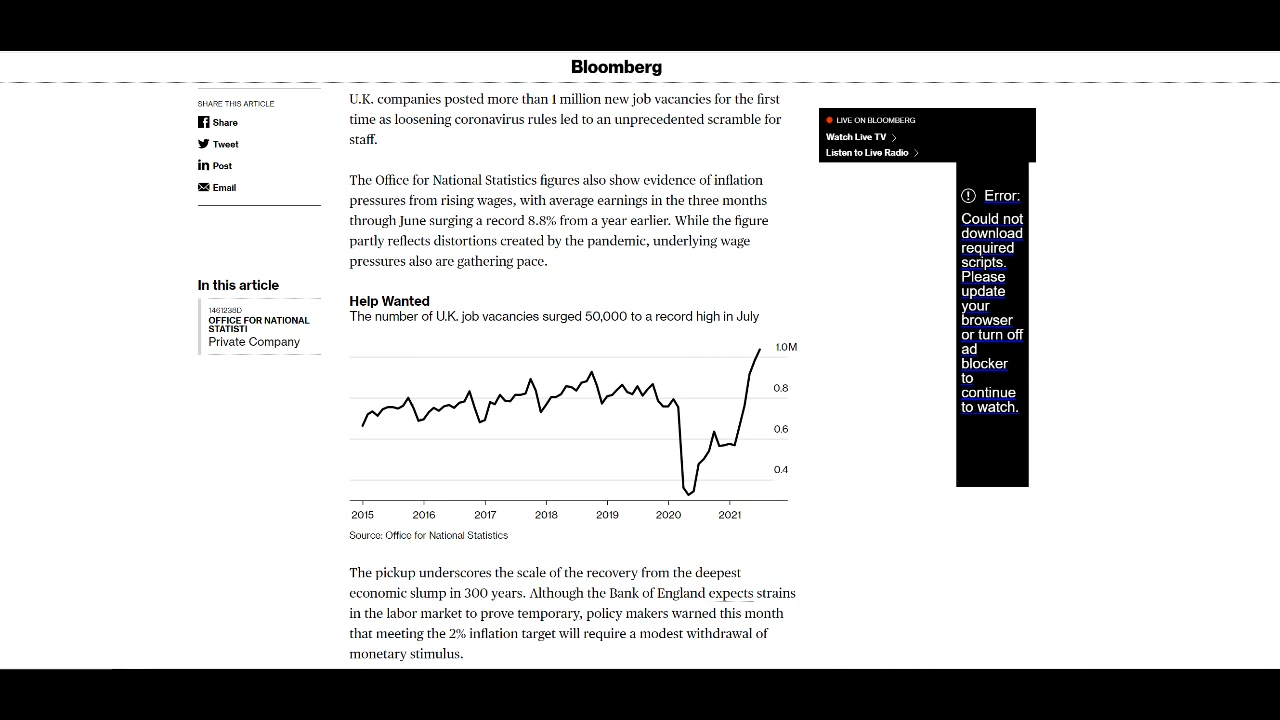 Bloomberg
SHARE THIS ARTICLE
Share
Tweet
Post
Email
In this article
1461238D
OFFICE FOR NATIONAL
STATISTI
Private Company
U.K. companies posted more than 1 million new job vacancies for the first
time as loosening coronavirus rules led to an unprecedented scramble for
staff.
The Office for National Statistics figures also show evidence of inflation
pressures from rising wages, with average earnings in the three months
through June surging a record 8.8% from a year earlier. While the figure
partly reflects distortions created by the pandemic, underlying wage
pressures also are gathering pace.
Help Wanted
The number of U.K. job vacancies surged 50,000 to a record high in July
1.0M
0.8
0.6
0.4
2015 2016 2017 2018 2019 2020 2021
Source: Office for National Statistics
The pickup underscores the scale of the recovery from the deepest
economic slump in 300 years. Although the Bank of England expects strains
in the labor market to prove temporary, policy makers warned this month
that meeting the 2% inflation target will require a modest withdrawal of
monetary stimulus.
LIVE ON BLOOMBERG
Watch Live TV
Listen to Live Radio
Error:
Could not
download
required
scripts.
Please
update
your
browser
or turn off
ad
blocker
to
continue
to watch.